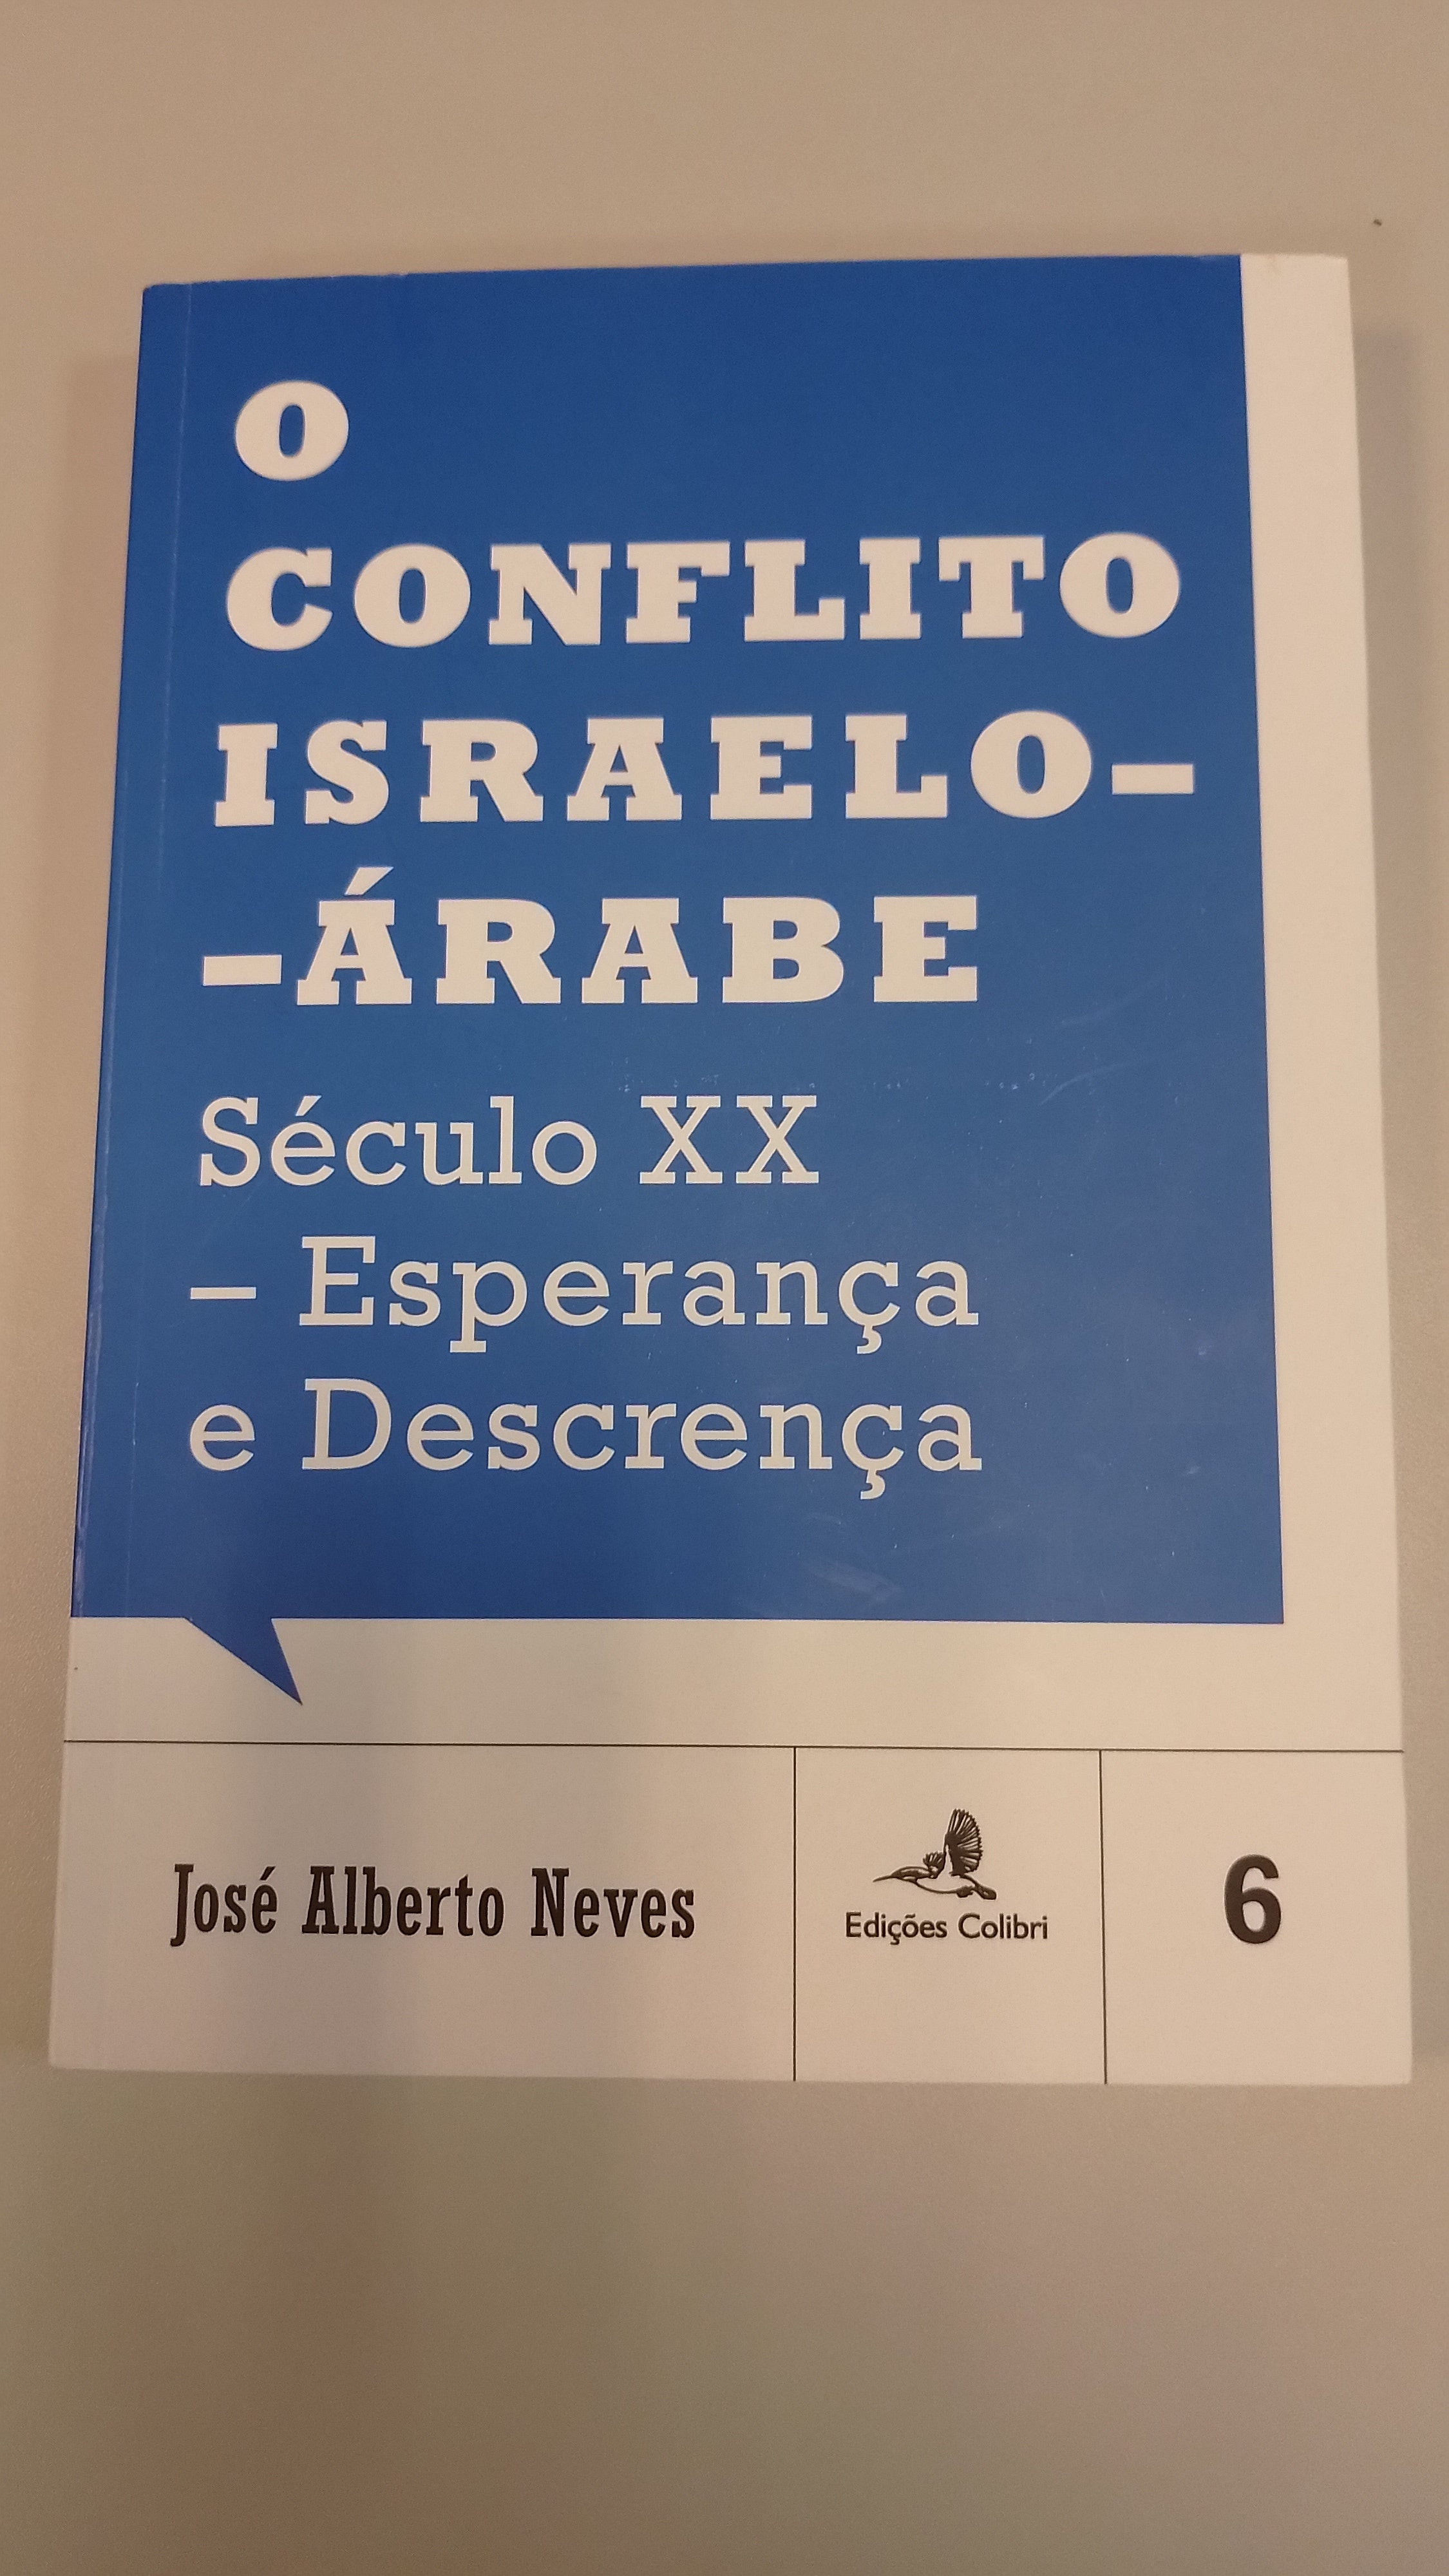 O
CONFLITO
ISRAELO-
-ÁRABE
Século XX
– Esperança
e Descrença
José Alberto Neves
Edições Colibri
6